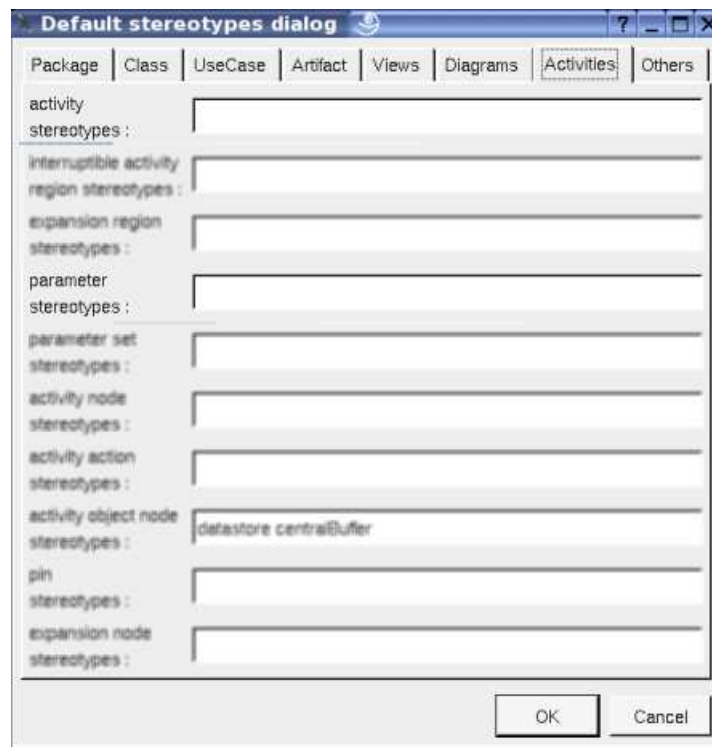 Default stereotypes dialog
Package Class UseCase Artifact Views Diagrams Activities Others
activity
stereotypes :
interruptible activity
region stereotypes :
expansion region
stereotypes :
parameter
stereotypes :
parameter set
stereotypes :
activity node
stereotypes :
activity action
stereotypes :
activity object node
stereotypes :
datastore centralBuffer
pin
stereotypes :
expansion node
stereotypes :
OK Cancel